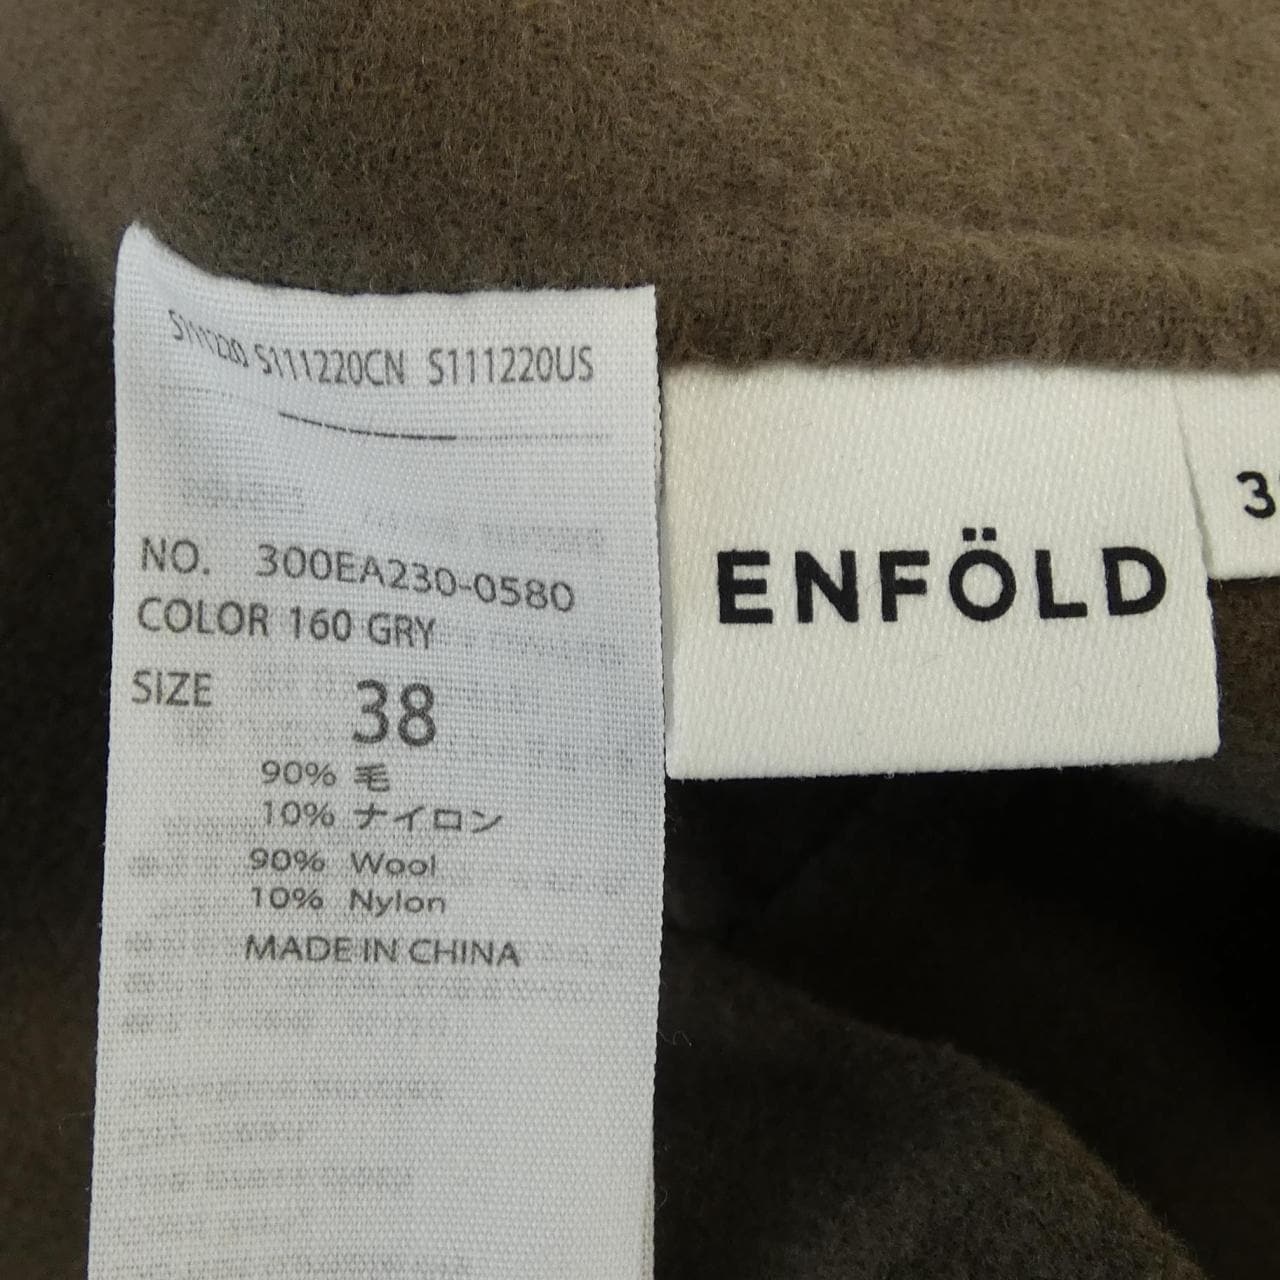 S111220 S111220CN S111220US
NO. 300EA230-0580
COLOR 160 GRY
SIZE 38
90% 毛
10% ナイロン
90% Wool
10% Nylon
MADE IN CHINA
ENFÖLD